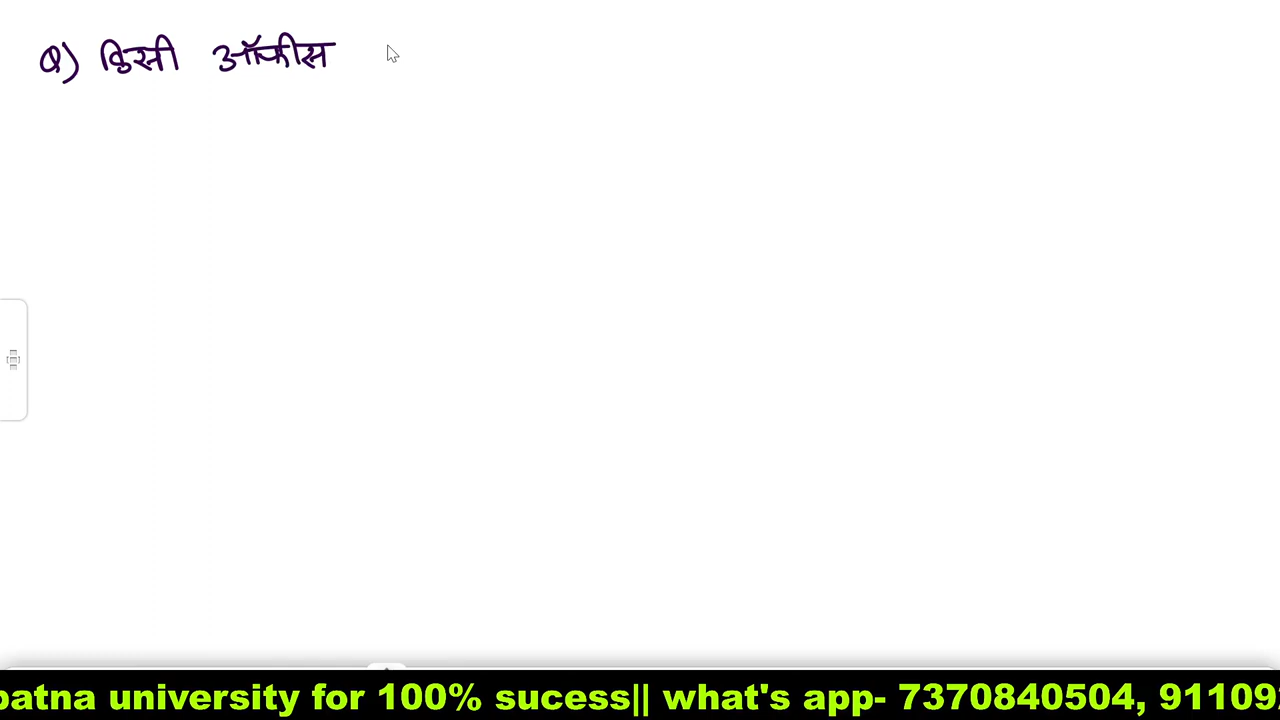 Q) किसी ऑफीस
patna university for 100% sucess|| what's app- 7370840504, 91109